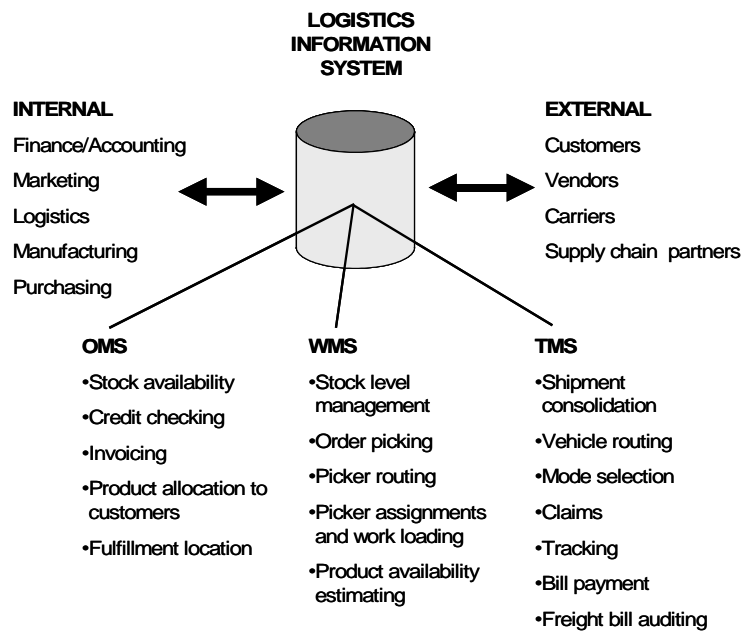 LOGISTICS
INFORMATION
SYSTEM
INTERNAL
Finance/Accounting
Marketing
Logistics
Manufacturing
Purchasing
EXTERNAL
Customers
Vendors
Carriers
Supply chain partners
OMS
•Stock availability
•Credit checking
•Invoicing
•Product allocation to
customers
•Fulfillment location
WMS
•Stock level
management
•Order picking
•Picker routing
•Picker assignments
and work loading
•Product availability
estimating
TMS
•Shipment
consolidation
•Vehicle routing
•Mode selection
•Claims
•Tracking
•Bill payment
•Freight bill auditing